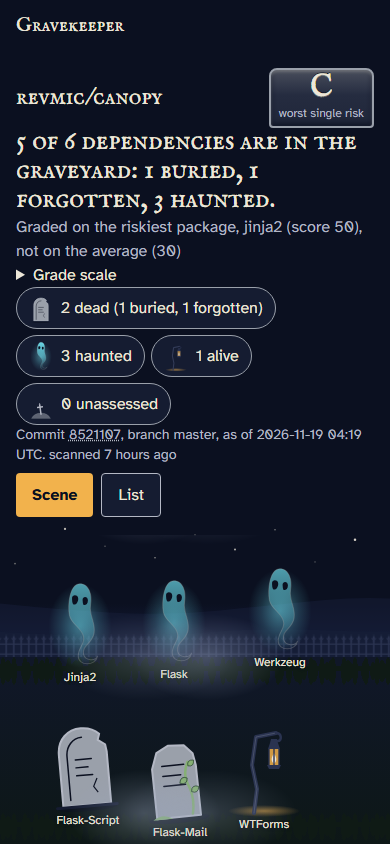 Gravekeeper
revmic/canopy
C
worst single risk
5 of 6 dependencies are in the
graveyard: 1 buried, 1
forgotten, 3 haunted.
Graded on the riskiest package, jinja2 (score 50),
not on the average (30)
Grade scale
2 dead (1 buried, 1 forgotten)
3 haunted
1 alive
0 unassessed
Commit 8521107, branch master, as of 2026-11-19 04:19
UTC. scanned 7 hours ago
Scene
List
Jinja2
Flask
Werkzeug
Flask-Script
Flask-Mail
WTForms